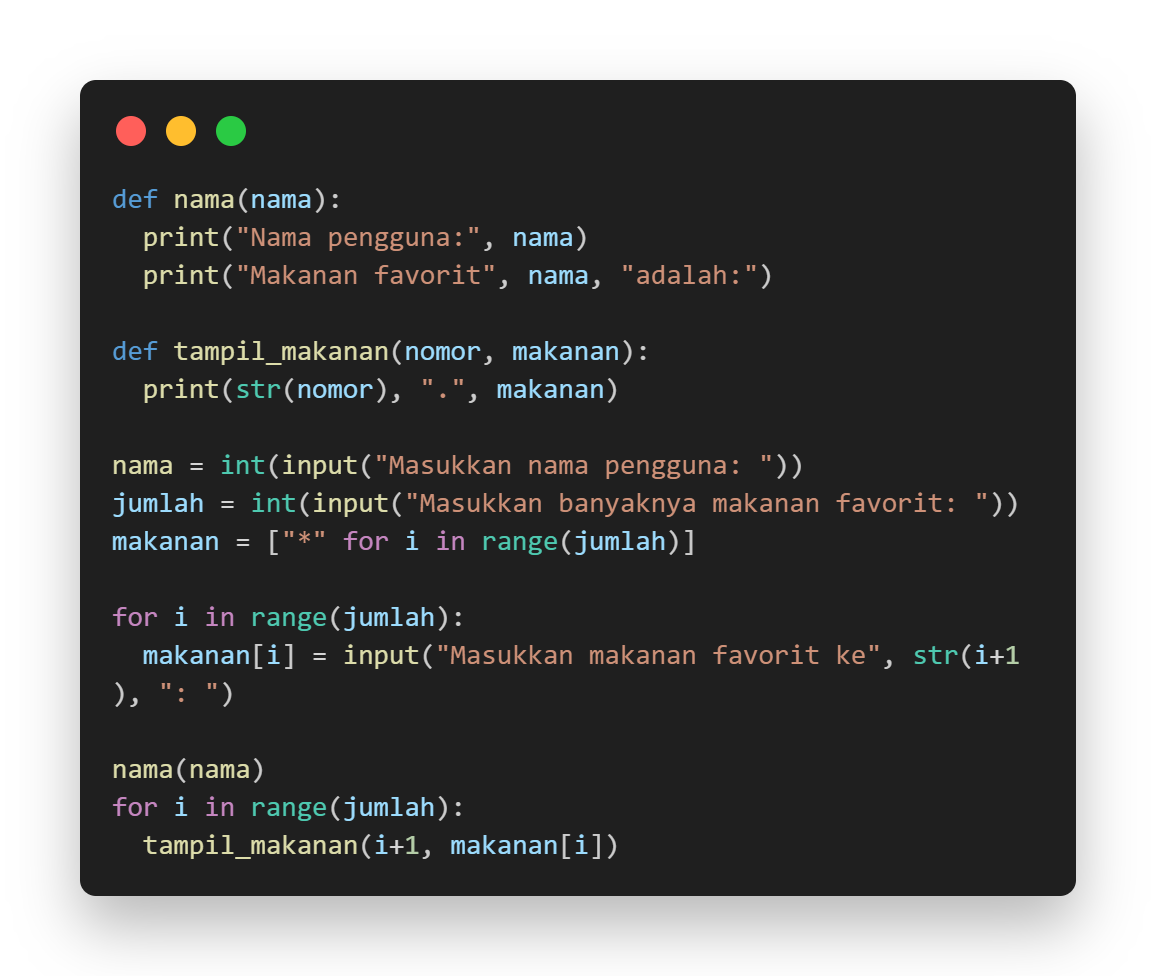 def nama(nama):
  print("Nama pengguna:", nama)
  print("Makanan favorit", nama, "adalah:")

def tampil_makanan(nomor, makanan):
  print(str(nomor), ".", makanan)

nama = int(input("Masukkan nama pengguna: "))
jumlah = int(input("Masukkan banyaknya makanan favorit: "))
makanan = ["*" for i in range(jumlah)]

for i in range(jumlah):
  makanan[i] = input("Masukkan makanan favorit ke", str(i+1
), ": ")

nama(nama)
for i in range(jumlah):
  tampil_makanan(i+1, makanan[i])